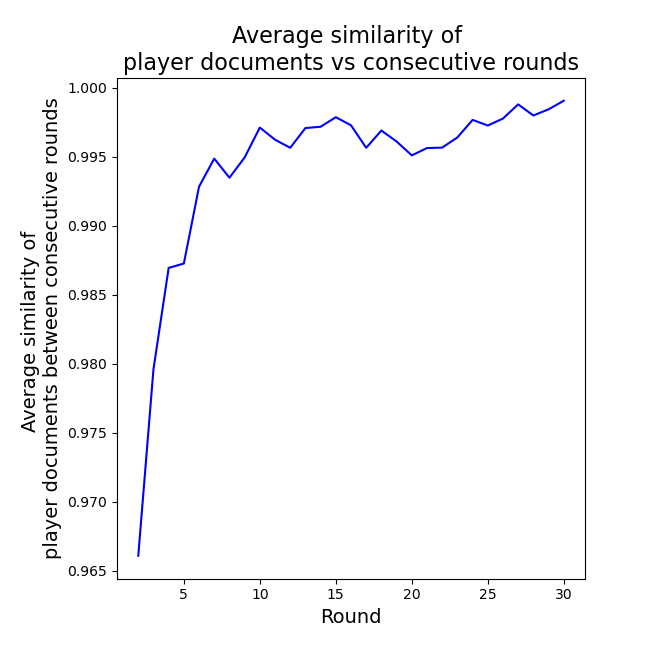 Average similarity of
player documents vs consecutive rounds
Average similarity of
player documents between consecutive rounds
1.000
0.995
0.990
0.985
0.980
0.975
0.970
0.965
5 10 15 20 25 30
Round